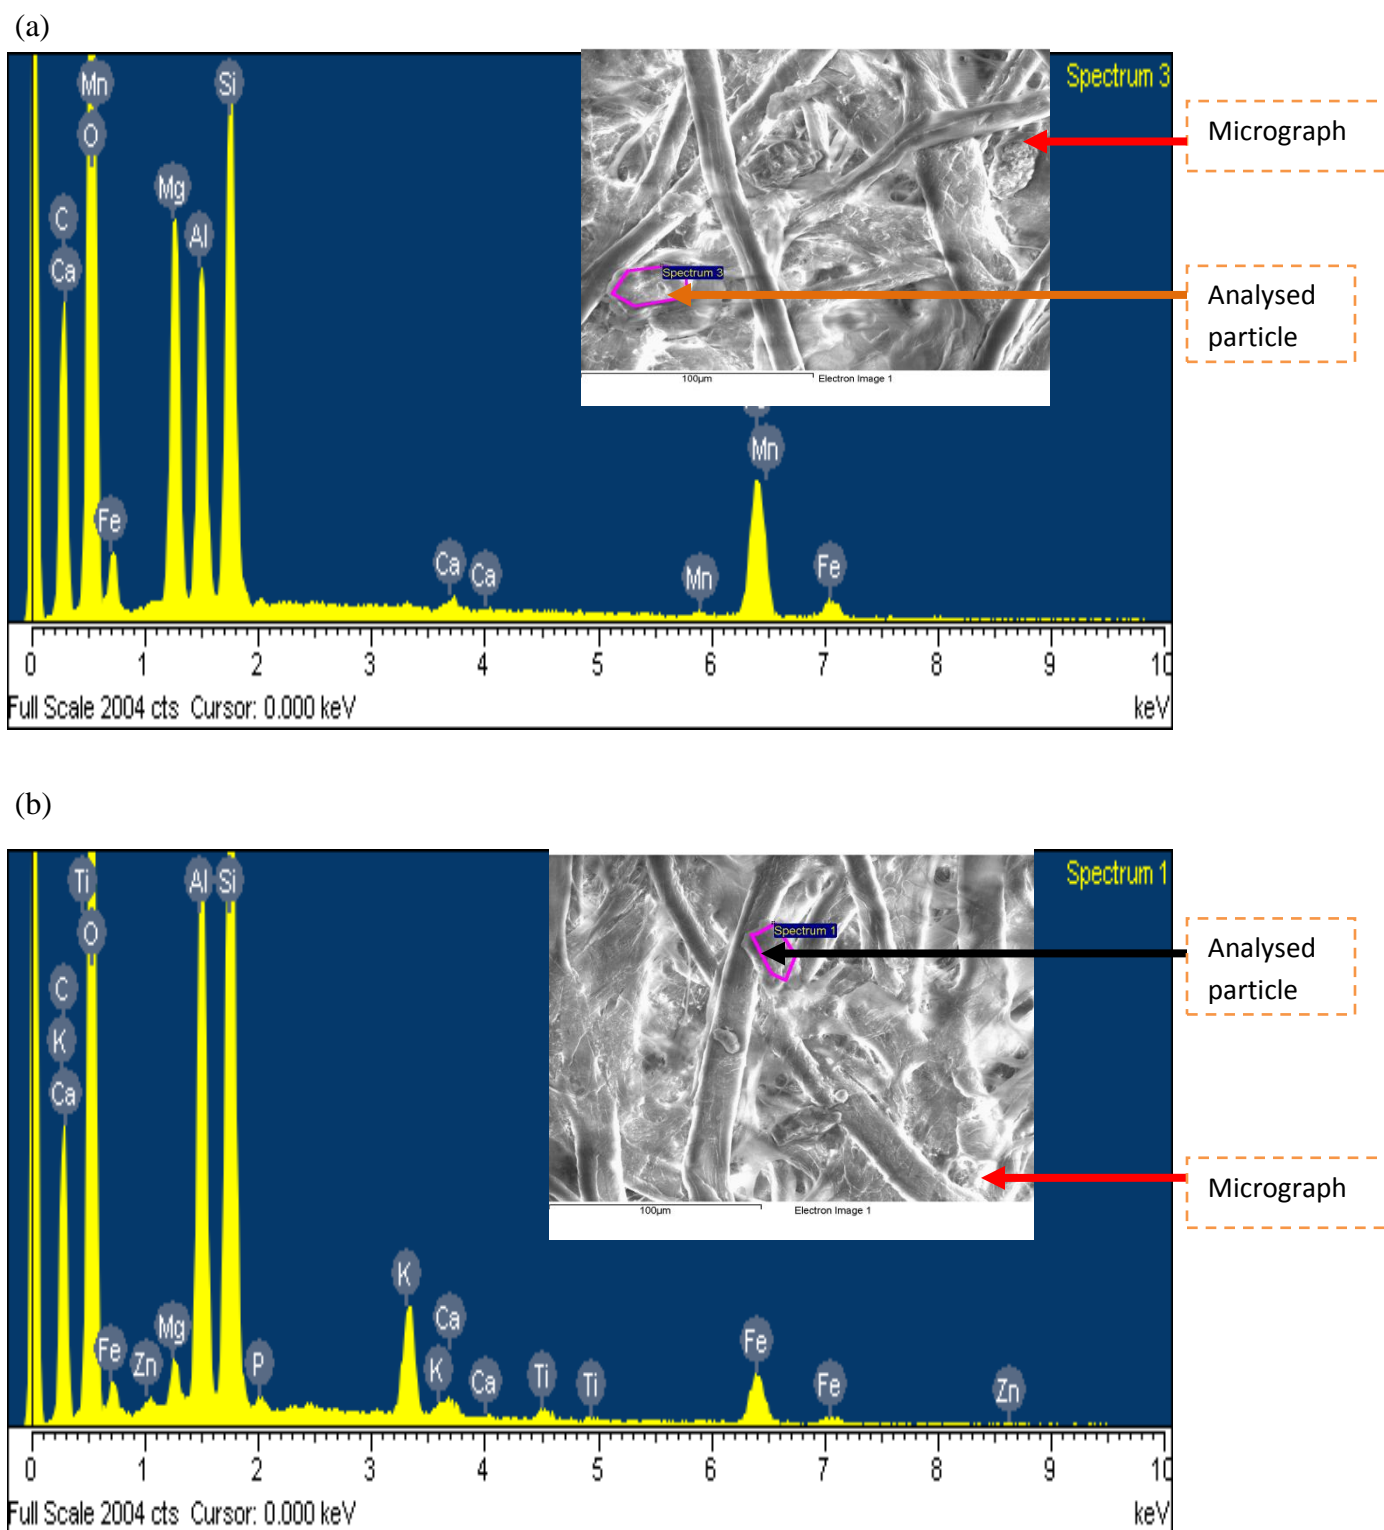 (a)
Spectrum 3
Mn
O
Si
Mg
Al
C
Ca
Fe
Ca
Ca
Mn
Mn
Fe
Spectrum 3
100µm
Electron Image 1
Micrograph
Analysed
particle
0 1 2 3 4 5 6 7 8 9 10
Full Scale 2004 cts Cursor: 0.000 keV
keV
(b)
Spectrum 1
Ti
O
Al
Si
C
K
Ca
Fe
Zn
Mg
P
K
Ca
K
Ca
Ti
Ti
Fe
Fe
Zn
Spectrum 1
100µm
Electron Image 1
Analysed
particle
Micrograph
0 1 2 3 4 5 6 7 8 9 10
Full Scale 2004 cts Cursor: 0.000 keV
keV